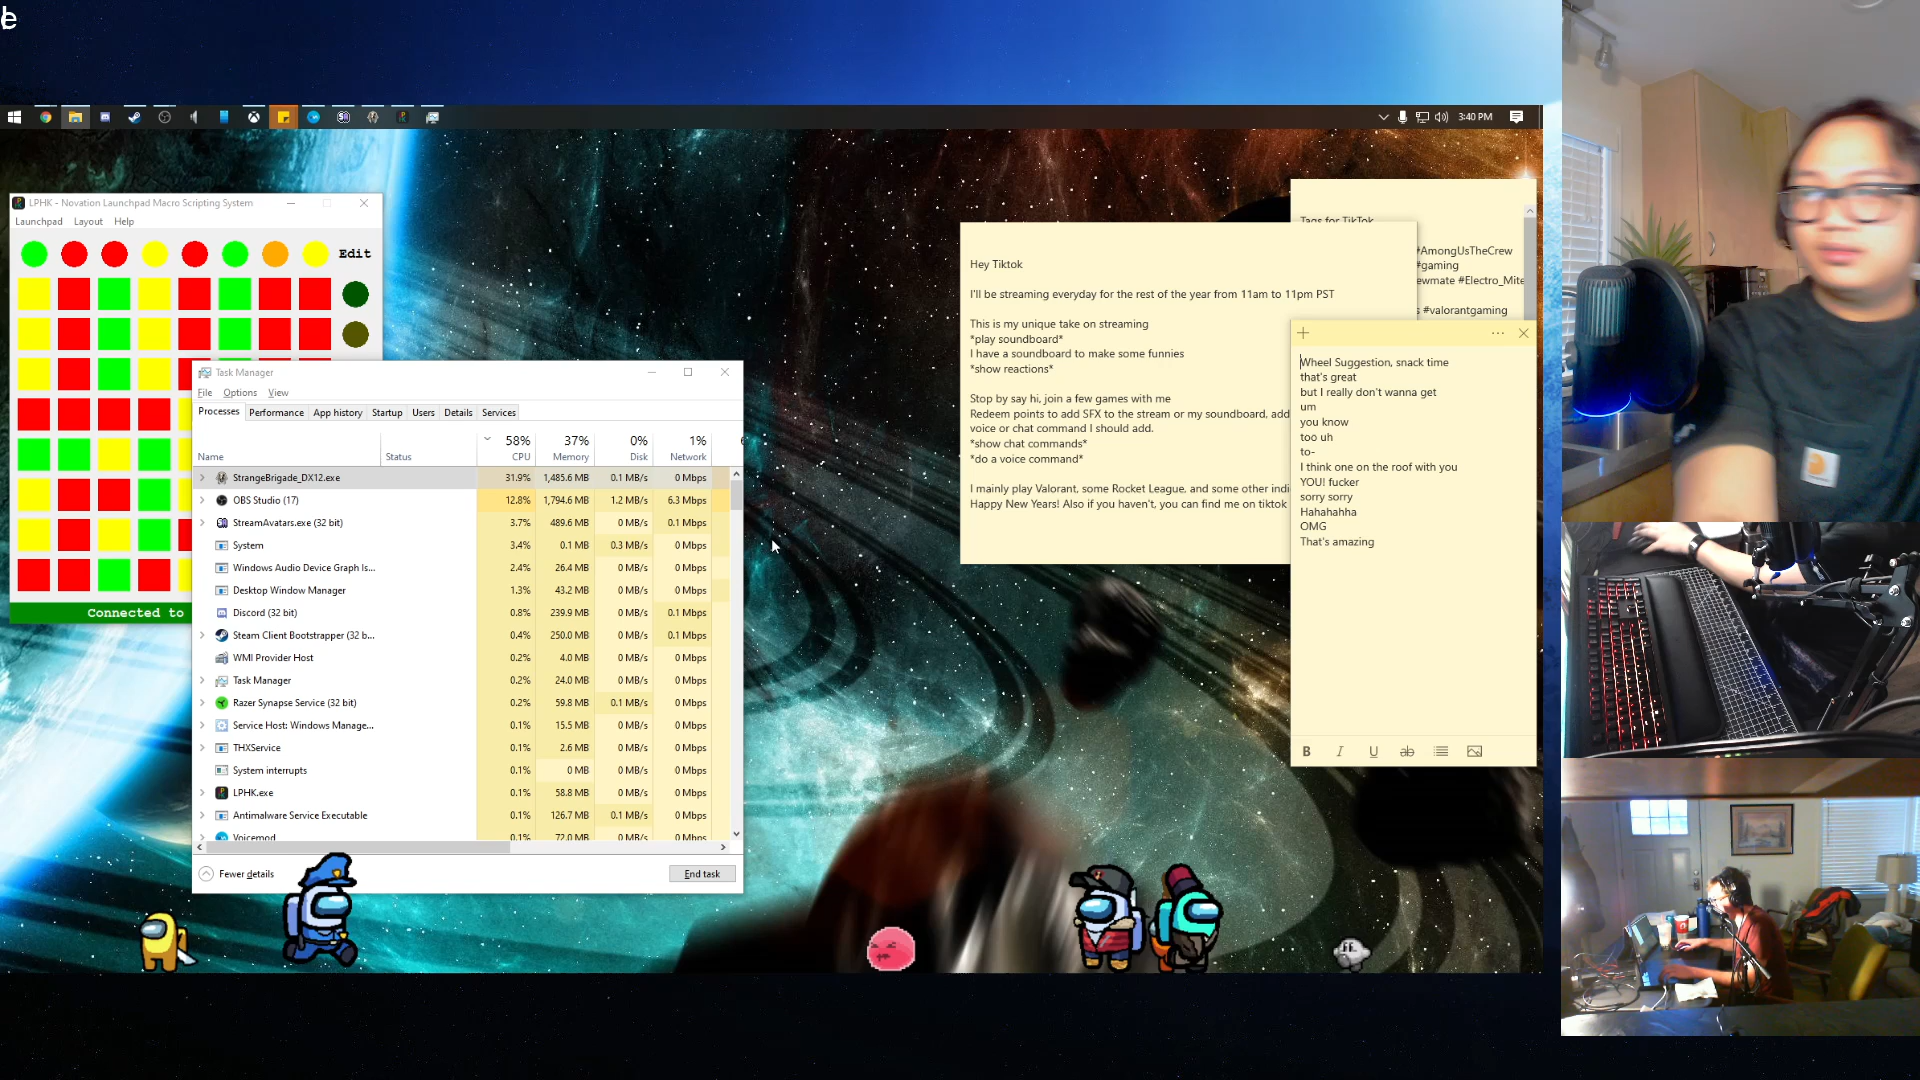 e
3:40 PM
LPHK - Novation Launchpad Macro Scripting System
Launchpad Layout Help
Edit
Connected to
Task Manager
File Options View
Processes Performance App history Startup Users Details Services
58% 37% 0% 1% 6
Name Status CPU Memory Disk Network
StrangeBrigade_DX12.exe 31.9% 1,485.6 MB 0.1 MB/s 0 Mbps
OBS Studio (17) 12.8% 1,794.6 MB 1.2 MB/s 6.3 Mbps
StreamAvatars.exe (32 bit) 3.7% 489.6 MB 0 MB/s 0.1 Mbps
System 3.4% 0.1 MB 0.3 MB/s 0 Mbps
Windows Audio Device Graph Is... 2.4% 26.4 MB 0 MB/s 0 Mbps
Desktop Window Manager 1.3% 43.2 MB 0 MB/s 0 Mbps
Discord (32 bit) 0.8% 239.9 MB 0 MB/s 0.1 Mbps
Steam Client Bootstrapper (32 b... 0.4% 250.0 MB 0 MB/s 0.1 Mbps
WMI Provider Host 0.2% 4.0 MB 0 MB/s 0 Mbps
Task Manager 0.2% 24.0 MB 0 MB/s 0 Mbps
Razer Synapse Service (32 bit) 0.2% 59.8 MB 0.1 MB/s 0 Mbps
Service Host: Windows Manage... 0.1% 15.5 MB 0 MB/s 0 Mbps
THXService 0.1% 2.6 MB 0 MB/s 0 Mbps
System interrupts 0.1% 0 MB 0 MB/s 0 Mbps
LPHK.exe 0.1% 58.8 MB 0 MB/s 0 Mbps
Antimalware Service Executable 0.1% 126.7 MB 0.1 MB/s 0 Mbps
Voicemod 0.1% 72.0 MB 0 MB/s 0 Mbps
Fewer details End task
Hey Tiktok
I'll be streaming everyday for the rest of the year from 11am to 11pm PST
This is my unique take on streaming
*play soundboard*
I have a soundboard to make some funnies
*show reactions*
Stop by say hi, join a few games with me
Redeem points to add SFX to the stream or my soundboard, add
voice or chat command I should add.
*show chat commands*
*do a voice command*
I mainly play Valorant, some Rocket League, and some other indi
Happy New Years! Also if you haven't, you can find me on tiktok
Tags for TikTok
#AmongUsTheCrew
#gaming
ewmate #Electro_Mite
s #valorantgaming
Wheel Suggestion, snack time
that's great
but I really don't wanna get
um
you know
too uh
to-
I think one on the roof with you
YOU! fucker
sorry sorry
Hahahahha
OMG
That's amazing
B I U ab